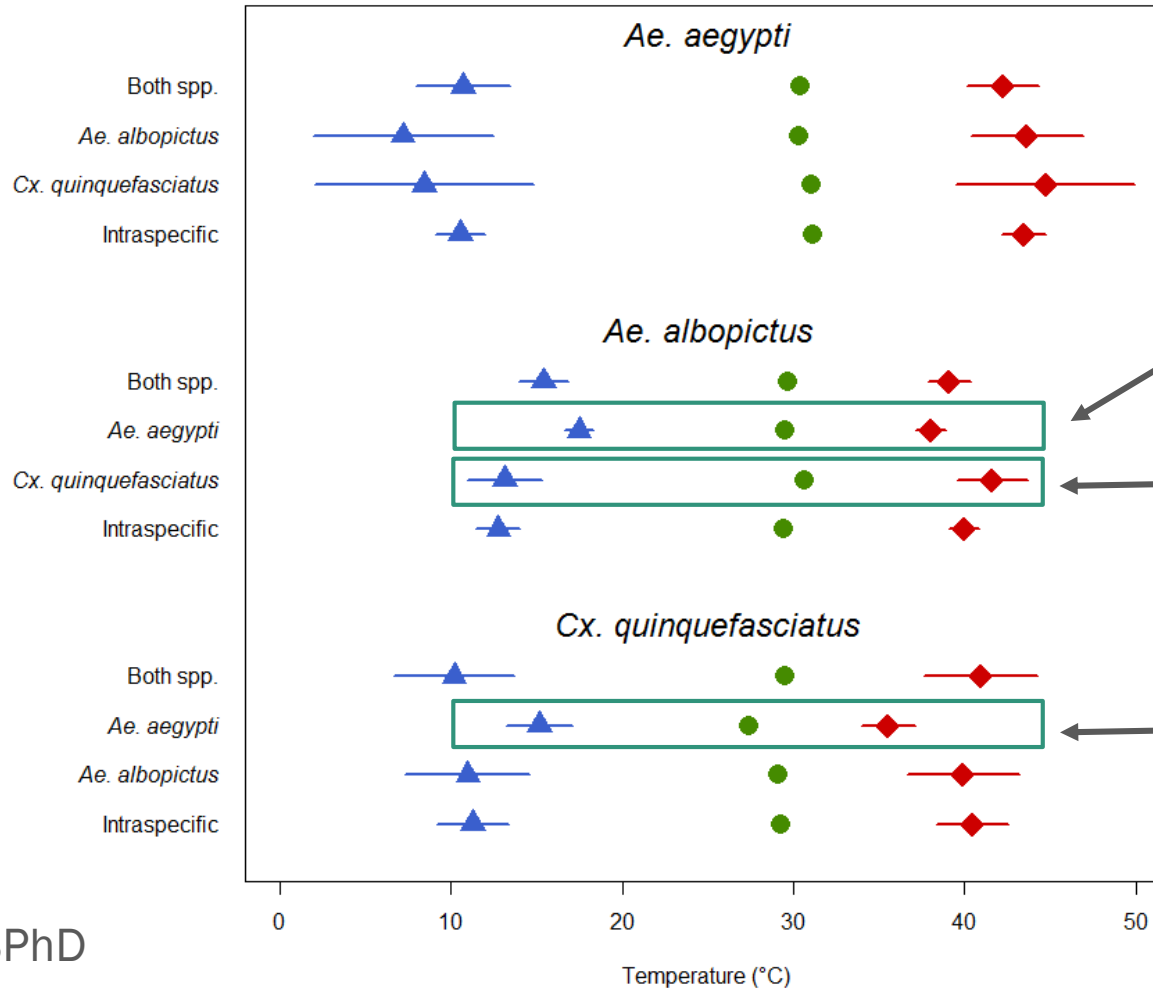 Ae. aegypti
Both spp.
Ae. albopictus
Cx. quinquefasciatus
Intraspecific
Ae. albopictus
Both spp.
Ae. aegypti
Cx. quinquefasciatus
Intraspecific
Cx. quinquefasciatus
Both spp.
Ae. aegypti
Ae. albopictus
Intraspecific
0 10 20 30 40 50
PhD
Temperature (°C)